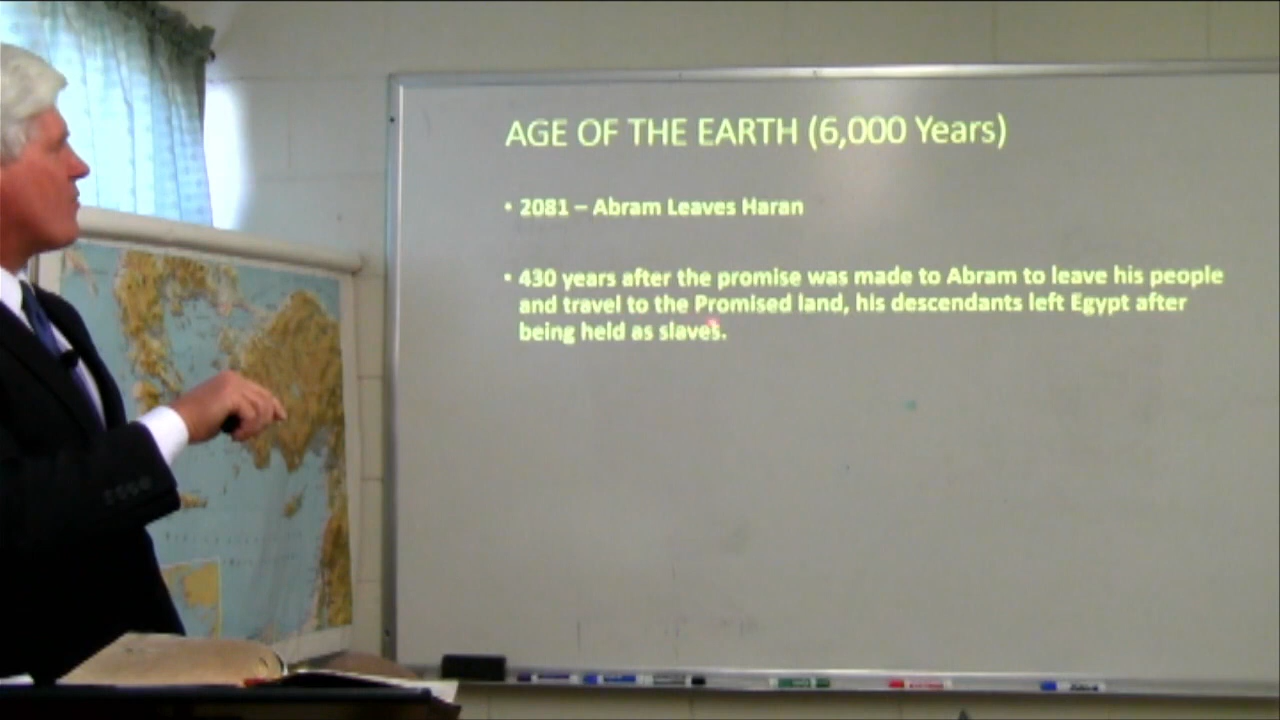 AGE OF THE EARTH (6,000 Years)
• 2081 – Abram Leaves Haran
• 430 years after the promise was made to Abram to leave his people
and travel to the Promised land, his descendants left Egypt after
being held as slaves.